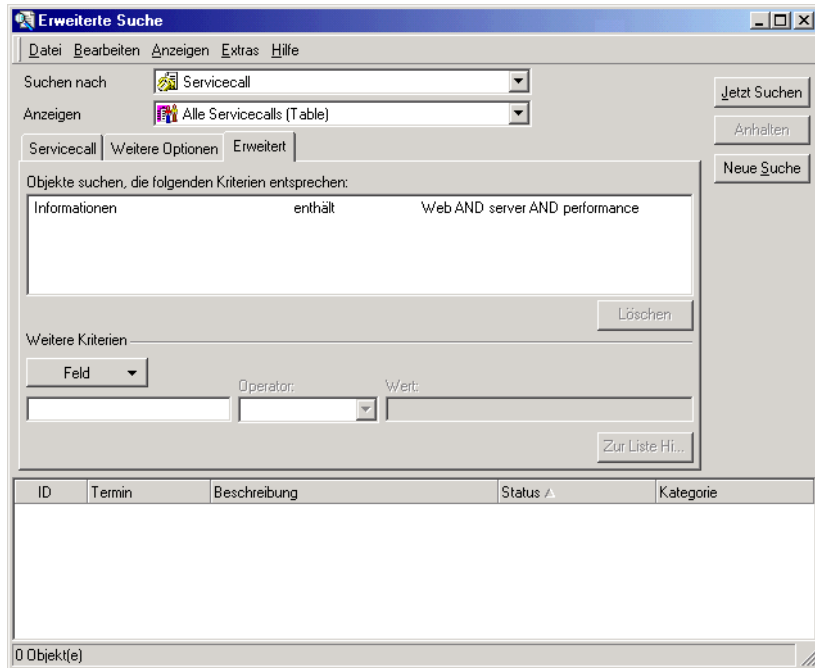 Erweiterte Suche
Datei Bearbeiten Anzeigen Extras Hilfe
Suchen nach Servicecall
Jetzt Suchen
Anzeigen Alle Servicecalls (Table)
Anhalten
Servicecall Weitere Optionen Erweitert
Neue Suche
Objekte suchen, die folgenden Kriterien entsprechen:
Informationen enthält Web AND server AND performance
Löschen
Weitere Kriterien
Feld
Operator: Wert:
Zur Liste Hi...
ID Termin Beschreibung Status Kategorie
0 Objekt(e)